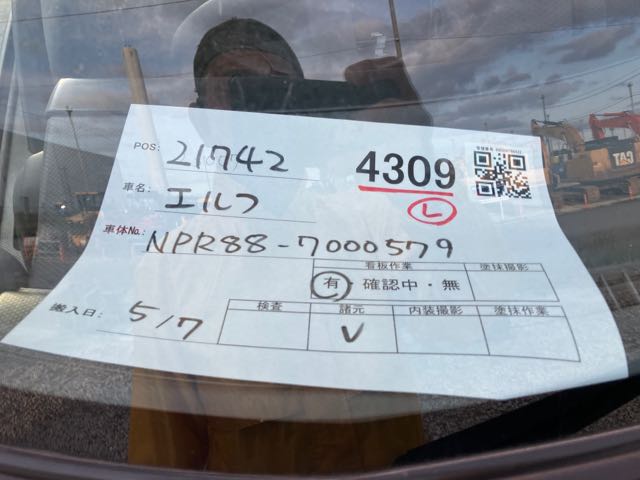 POS: 21742
4309
車名: エルフ
L
車体No.: NPR88-7000579
看板作業 塗抹撮影
有・確認中・無
搬入日: 5/7
検査 諸元 内装撮影 塗抹作業
V
TAG